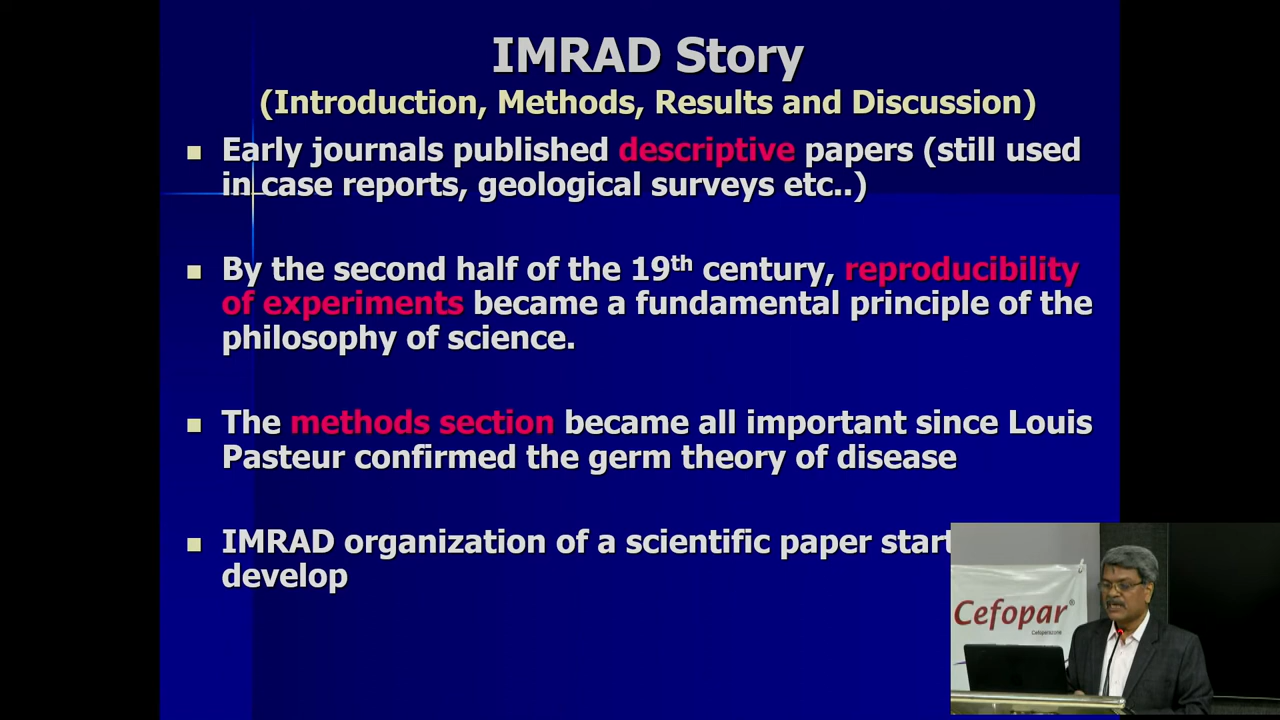 IMRAD Story
(Introduction, Methods, Results and Discussion)
Early journals published descriptive papers (still used
in case reports, geological surveys etc..)
By the second half of the 19th century, reproducibility
of experiments became a fundamental principle of the
philosophy of science.
The methods section became all important since Louis
Pasteur confirmed the germ theory of disease
IMRAD organization of a scientific paper start
develop
Cefopar®
Cefoperazone